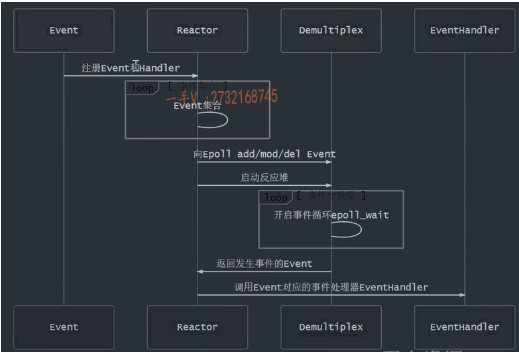 Event Reactor Demultiplex EventHandler
注册Event和Handler
loop [
一手V :2732168745
Event集合
向Epoll add/mod/del Event
启动反应堆
loop [ ]
开启事件循环epoll_wait
返回发生事件的Event
调用Event对应的事件处理器EventHandler
Event Reactor Demultiplex EventHandler